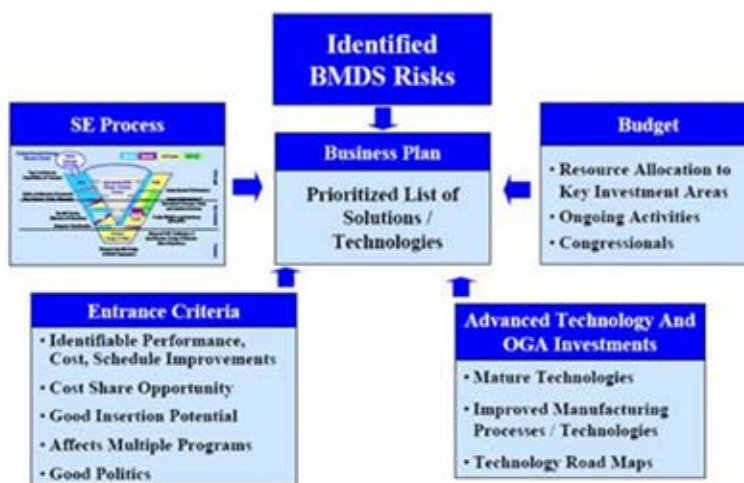 Identified
BMDS Risks
SE Process
Business Plan
Prioritized List of
Solutions /
Technologies
Budget
• Resource Allocation to
Key Investment Areas
• Ongoing Activities
• Congressionals
Entrance Criteria
• Identifiable Performance,
Cost, Schedule Improvements
• Cost Share Opportunity
• Good Insertion Potential
• Affects Multiple Programs
• Good Politics
Advanced Technology And
OGA Investments
• Mature Technologies
• Improved Manufacturing
Processes / Technologies
• Technology Road Maps